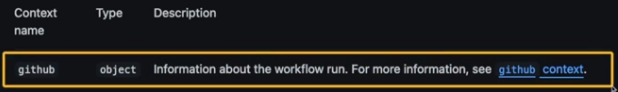 Context name Type Description
github object Information about the workflow run. For more information, see github context.